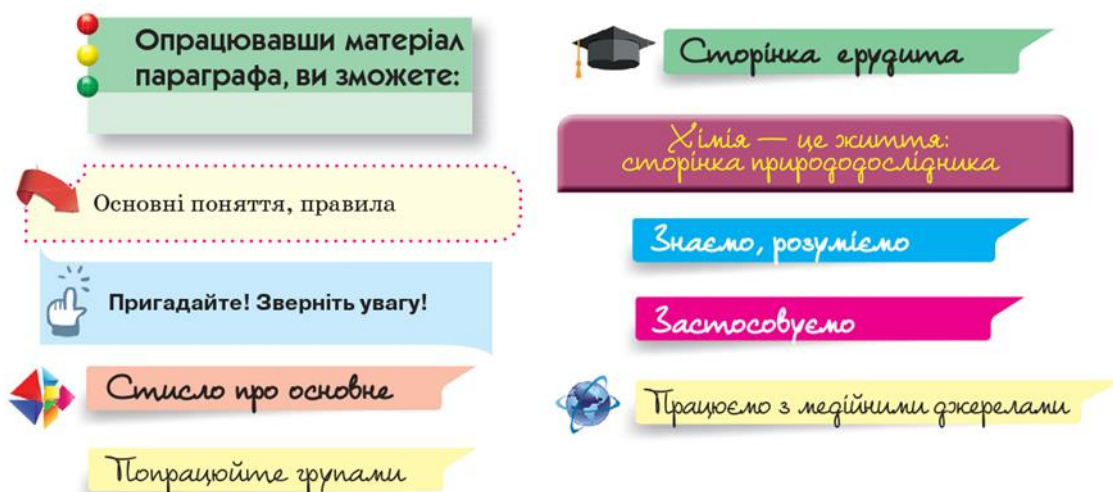 Опрацювавши матеріал
параграфа, ви зможете:
Основні поняття, правила
Пригадайте! Зверніть увагу!
Стисло про основне
Попрацюйте групами
Сторінка ерудита
Хімія — це життя:
сторінка природодослідника
Знаємо, розуміємо
Застосовуємо
Працюємо з медійними джерелами